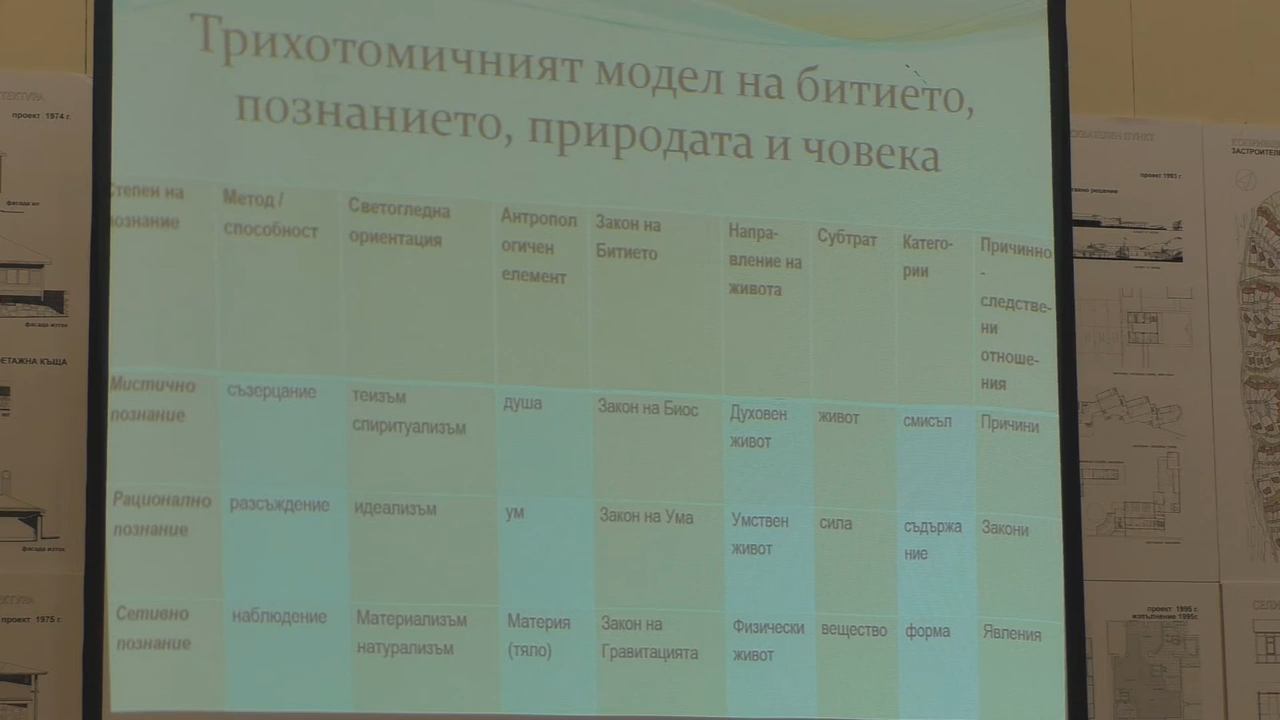 Трихотомичният модел на битието,
познанието, природата и човека
Степен на
познание
Метод /
способност
Светогледна
ориентация
Антропол
огичен
елемент
Закон на
Битието
Напра-
вление на
живота
Субтрат
Катего-
рии
Причинно
-
следстве-
ни
отноше-
ния
Мистично
познание
съзерцание
теизъм
спиритуализъм
душа
Закон на Биос
Духовен
живот
живот
смисъл
Причини
Рационално
познание
разсъждение
идеализъм
ум
Закон на Ума
Умствен
живот
сила
съдържа
ние
Закони
Сетивно
познание
наблюдение
Материализъм
натурализъм
Материя
(тяло)
Закон на
Гравитацията
Физически
живот
вещество
форма
Явления
проект 1974 г.
фасада изток
ЕТАЖНА КЪЩА
фасада изток
проект 1975 г.
проект 1993 г.
проект 1995 г.
изпълнение 1995г.